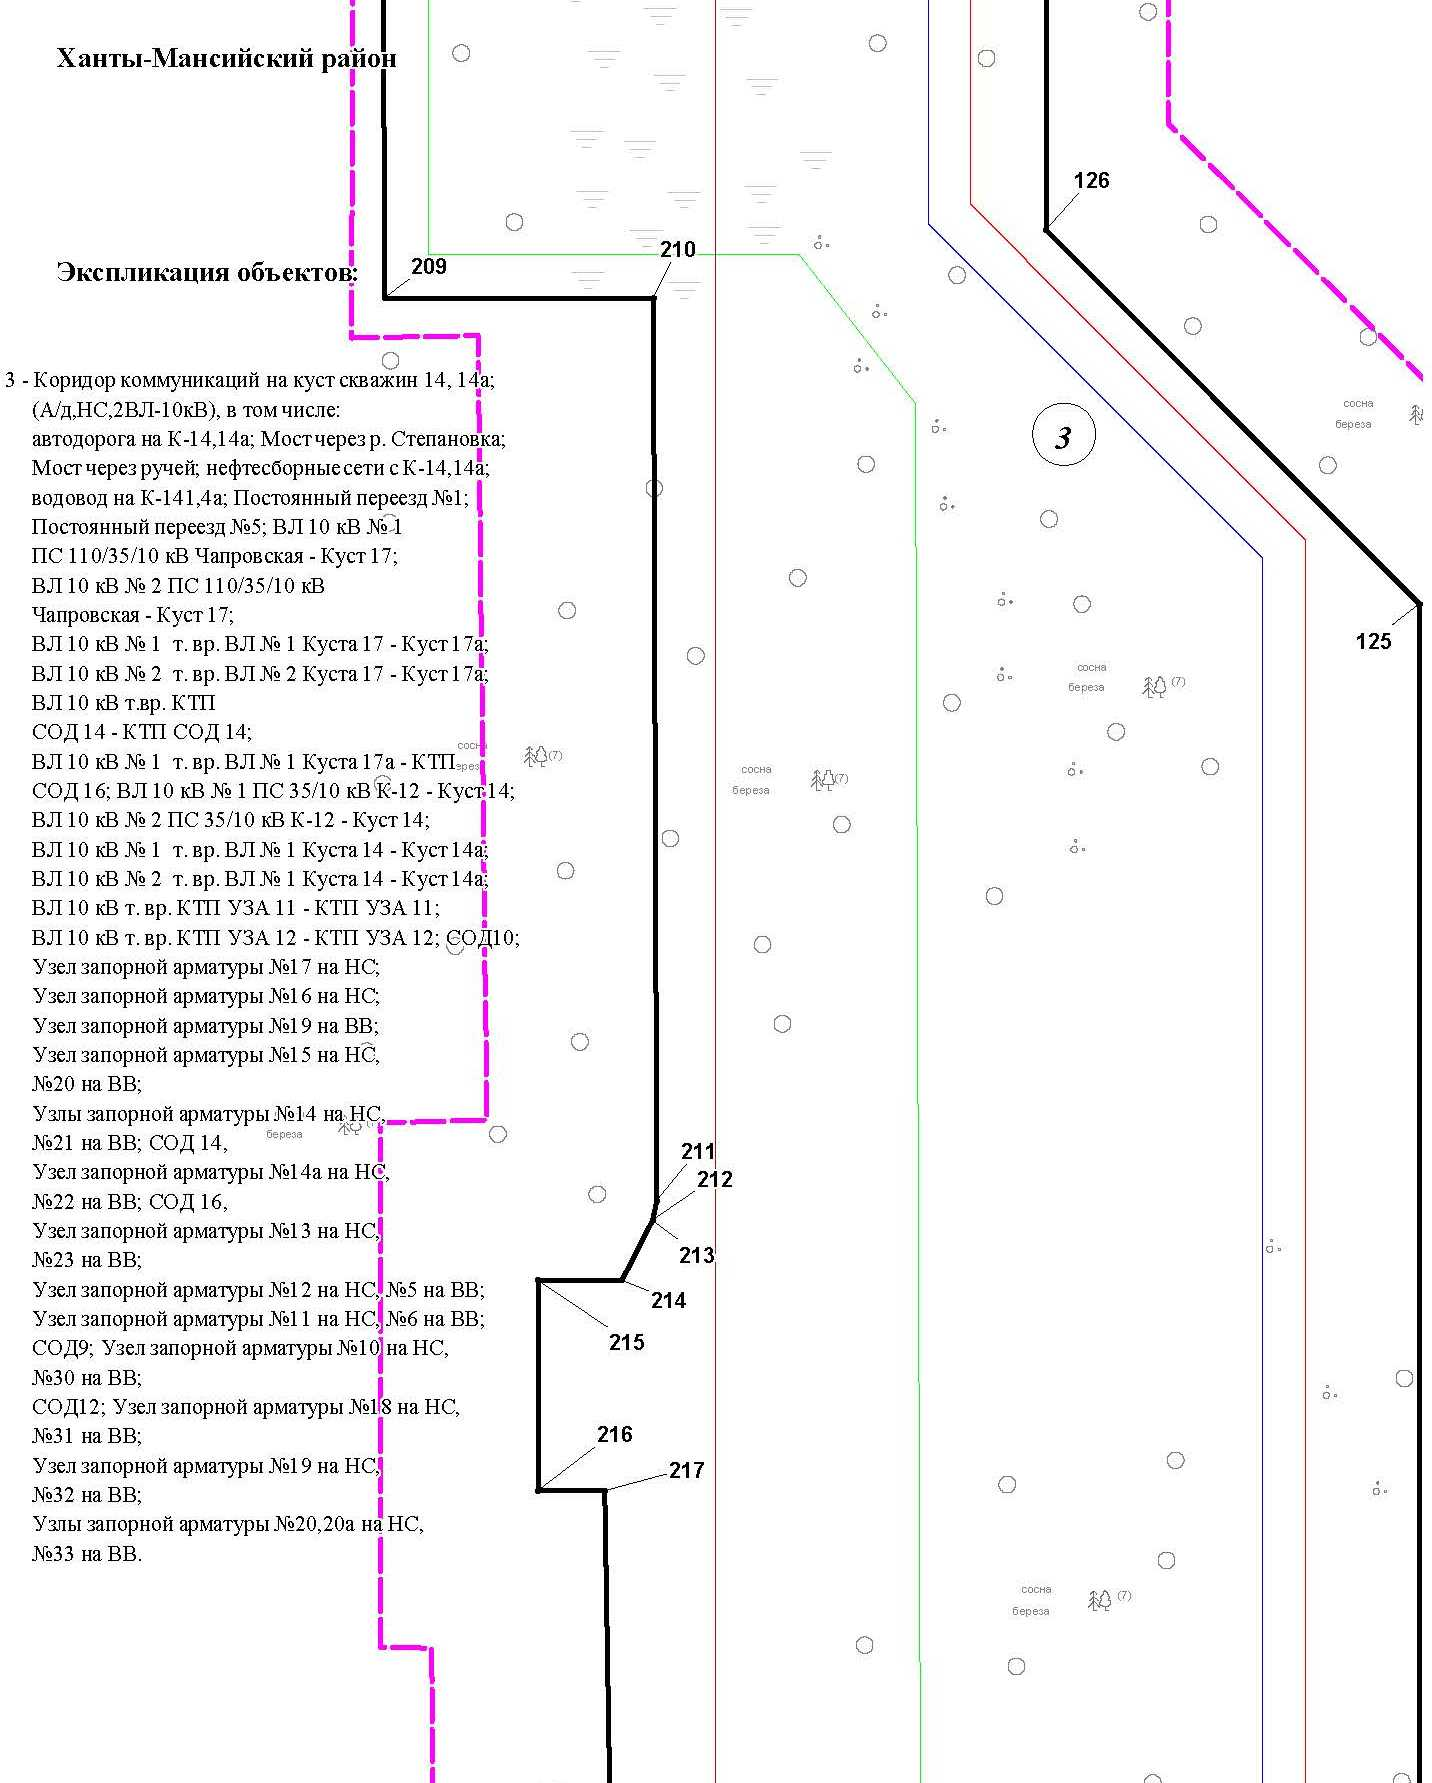 Ханты-Мансийский район
126
210
Экспликация объектов:
209
3 - Коридор коммуникаций на куст скважин 14, 14а;
(А/д,НС,2ВЛ-10кВ), в том числе:
автодорога на К-14,14а; Мост через р. Степановка;
Мост через ручей; нефтесборные сети с К-14,14а;
водовод на К-141,4а; Постоянный переезд №1;
Постоянный переезд №5; ВЛ 10 кВ № 1
ПС 110/35/10 кВ Чапровская - Куст 17;
ВЛ 10 кВ № 2 ПС 110/35/10 кВ
Чапровская - Куст 17;
ВЛ 10 кВ № 1 т. вр. ВЛ № 1 Куста 17 - Куст 17а;
ВЛ 10 кВ № 2 т. вр. ВЛ № 2 Куста 17 - Куст 17а;
ВЛ 10 кВ т.вр. КТП
СОД 14 - КТП СОД 14;
ВЛ 10 кВ № 1 т. вр. ВЛ № 1 Куста 17а - КТП
СОД 16; ВЛ 10 кВ № 1 ПС 35/10 кВ К-12 - Куст 14;
ВЛ 10 кВ № 2 ПС 35/10 кВ К-12 - Куст 14;
ВЛ 10 кВ № 1 т. вр. ВЛ № 1 Куста 14 - Куст 14а;
ВЛ 10 кВ № 2 т. вр. ВЛ № 1 Куста 14 - Куст 14а;
ВЛ 10 кВ т. вр. КТП УЗА 11 - КТП УЗА 11;
ВЛ 10 кВ т. вр. КТП УЗА 12 - КТП УЗА 12; СОД10;
Узел запорной арматуры №17 на НС;
Узел запорной арматуры №16 на НС;
Узел запорной арматуры №19 на ВВ;
Узел запорной арматуры №15 на НС,
№20 на ВВ;
Узлы запорной арматуры №14 на НС,
№21 на ВВ; СОД 14,
Узел запорной арматуры №14а на НС,
№22 на ВВ; СОД 16,
Узел запорной арматуры №13 на НС,
№23 на ВВ;
Узел запорной арматуры №12 на НС, №5 на ВВ;
Узел запорной арматуры №11 на НС, №6 на ВВ;
СОД9; Узел запорной арматуры №10 на НС,
№30 на ВВ;
СОД12; Узел запорной арматуры №18 на НС,
№31 на ВВ;
Узел запорной арматуры №19 на НС,
№32 на ВВ;
Узлы запорной арматуры №20,20а на НС,
№33 на ВВ.
сосна
береза
3
125
сосна
береза
(7)
(7)
сосна
береза
(7)
береза
211
212
213
214
215
216
217
сосна
береза
(7)